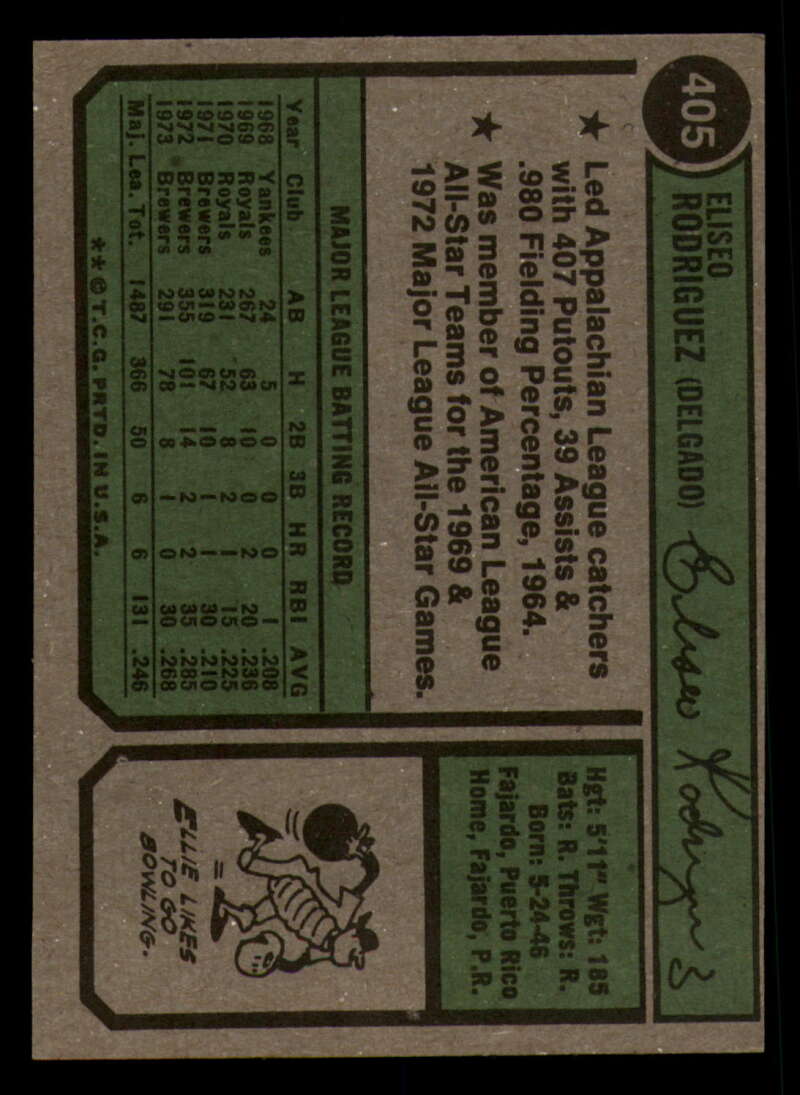 405
ELISEO
RODRIGUEZ (DELGADO)
Eliseo Rodriguez
★ Led Appalachian League catchers
with 407 Putouts, 39 Assists &
.980 Fielding Percentage, 1964.
★ Was member of American League
All-Star Teams for the 1969 &
1972 Major League All-Star Games.
MAJOR LEAGUE BATTING RECORD
Year Club AB H 2B 3B HR RBI AVG
1968 Yankees 24 5 0 0 0 1 .208
1969 Royals 267 63 10 0 2 20 .236
1970 Royals 231 52 8 2 1 15 .225
1971 Brewers 319 67 10 1 1 30 .210
1972 Brewers 355 101 14 2 2 35 .285
1973 Brewers 291 78 8 1 0 30 .268
Maj. Lea. Tot. 1487 366 50 6 6 131 .246
**©T.C.G. PRTD. IN U.S.A.
Hgt: 5'11" Wgt: 185
Bats: R. Throws: R.
Born: 5-24-46
Fajardo, Puerto Rico
Home, Fajardo, P.R.
ELLIE LIKES
TO GO
BOWLING.